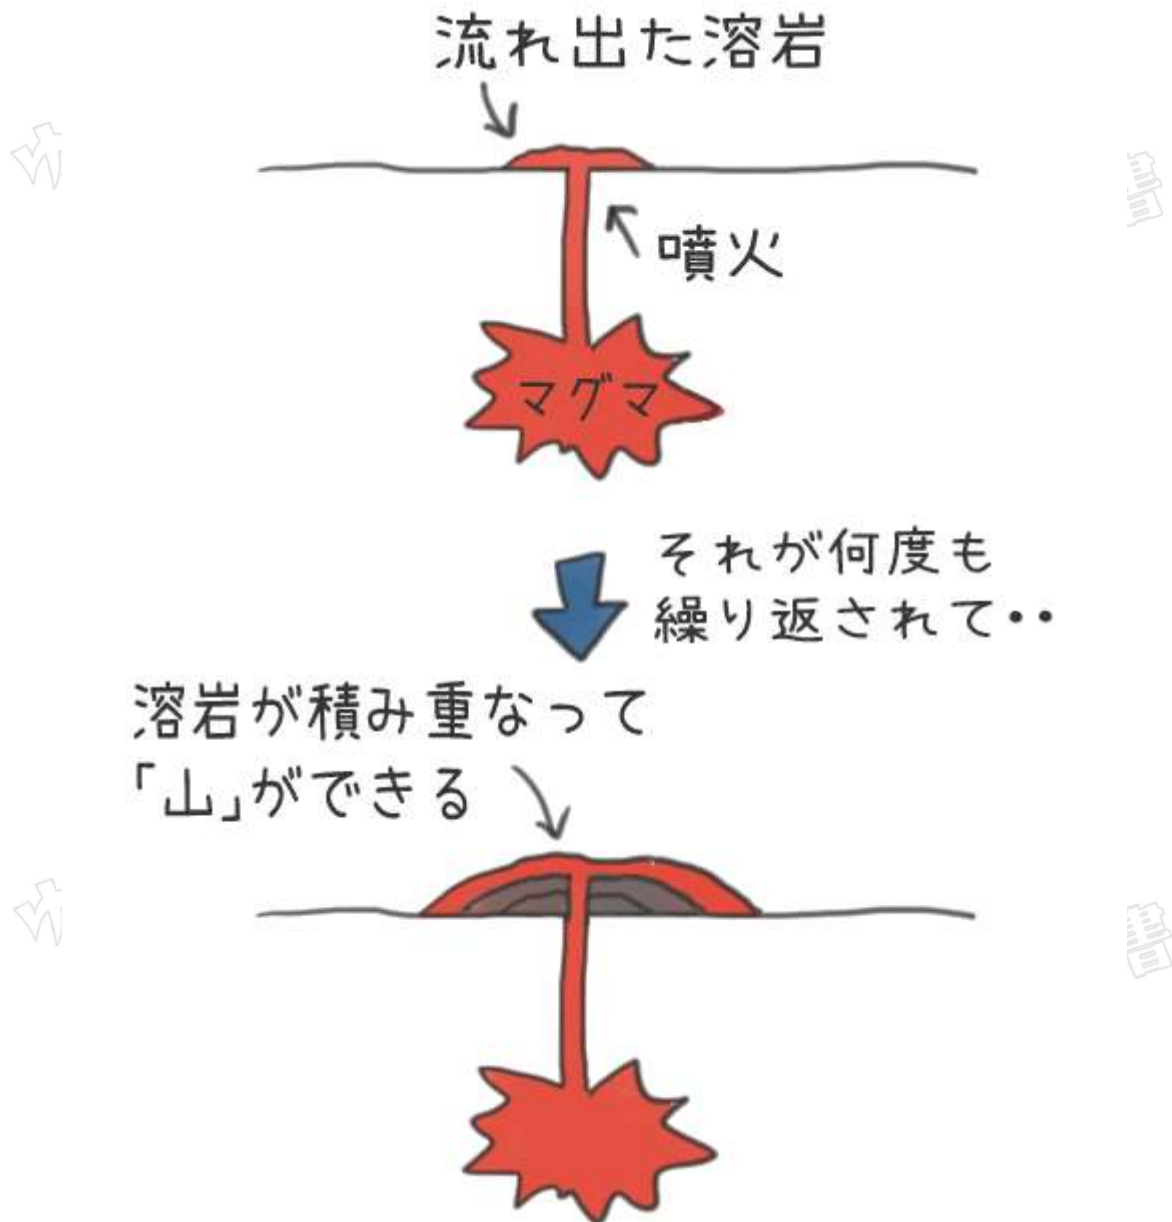 流れ出た溶岩
噴火
マグマ
それが何度も
繰り返されて・・
溶岩が積み重なって
「山」ができる